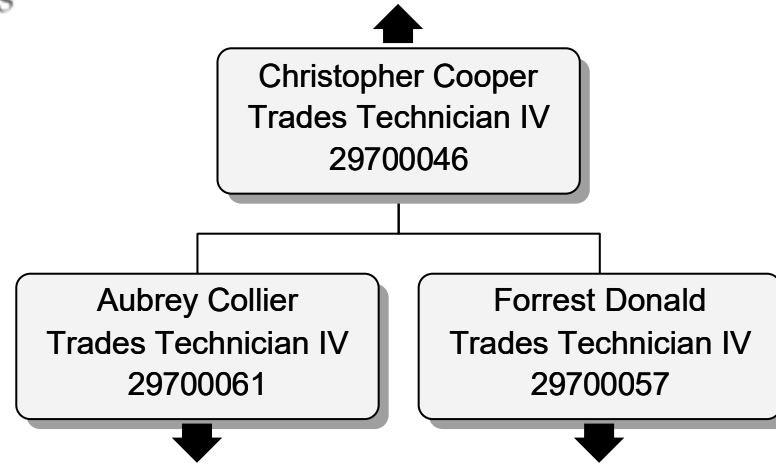 Christopher Cooper
Trades Technician IV
29700046
Aubrey Collier
Trades Technician IV
29700061
Forrest Donald
Trades Technician IV
29700057